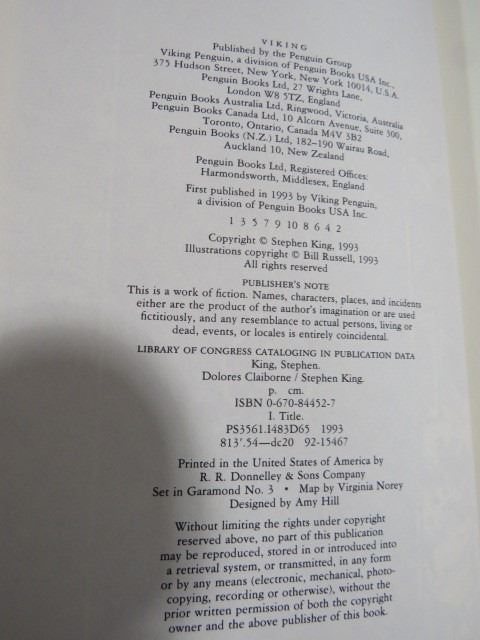 VIKING
Published by the Penguin Group
Viking Penguin, a division of Penguin Books USA Inc.,
375 Hudson Street, New York, New York 10014, U.S.A.
Penguin Books Ltd, 27 Wrights Lane,
London W8 5TZ, England
Penguin Books Australia Ltd, Ringwood, Victoria, Australia
Penguin Books Canada Ltd, 10 Alcorn Avenue, Suite 300,
Toronto, Ontario, Canada M4V 3B2
Penguin Books (N.Z.) Ltd, 182–190 Wairau Road,
Auckland 10, New Zealand
Penguin Books Ltd, Registered Offices:
Harmondsworth, Middlesex, England
First published in 1993 by Viking Penguin,
a division of Penguin Books USA Inc.
1 3 5 7 9 10 8 6 4 2
Copyright © Stephen King, 1993
Illustrations copyright © Bill Russell, 1993
All rights reserved
PUBLISHER'S NOTE
This is a work of fiction. Names, characters, places, and incidents
either are the product of the author's imagination or are used
fictitiously, and any resemblance to actual persons, living or
dead, events, or locales is entirely coincidental.
LIBRARY OF CONGRESS CATALOGING IN PUBLICATION DATA
King, Stephen.
Dolores Claiborne / Stephen King.
p. cm.
ISBN 0-670-84452-7
I. Title.
PS3561.I483D65 1993
813'.54—dc20 92-15467
Printed in the United States of America by
R. R. Donnelley & Sons Company
Set in Garamond No. 3 • Map by Virginia Norey
Designed by Amy Hill
Without limiting the rights under copyright
reserved above, no part of this publication
may be reproduced, stored in or introduced into
a retrieval system, or transmitted, in any form
or by any means (electronic, mechanical, photo-
copying, recording or otherwise), without the
prior written permission of both the copyright
owner and the above publisher of this book.